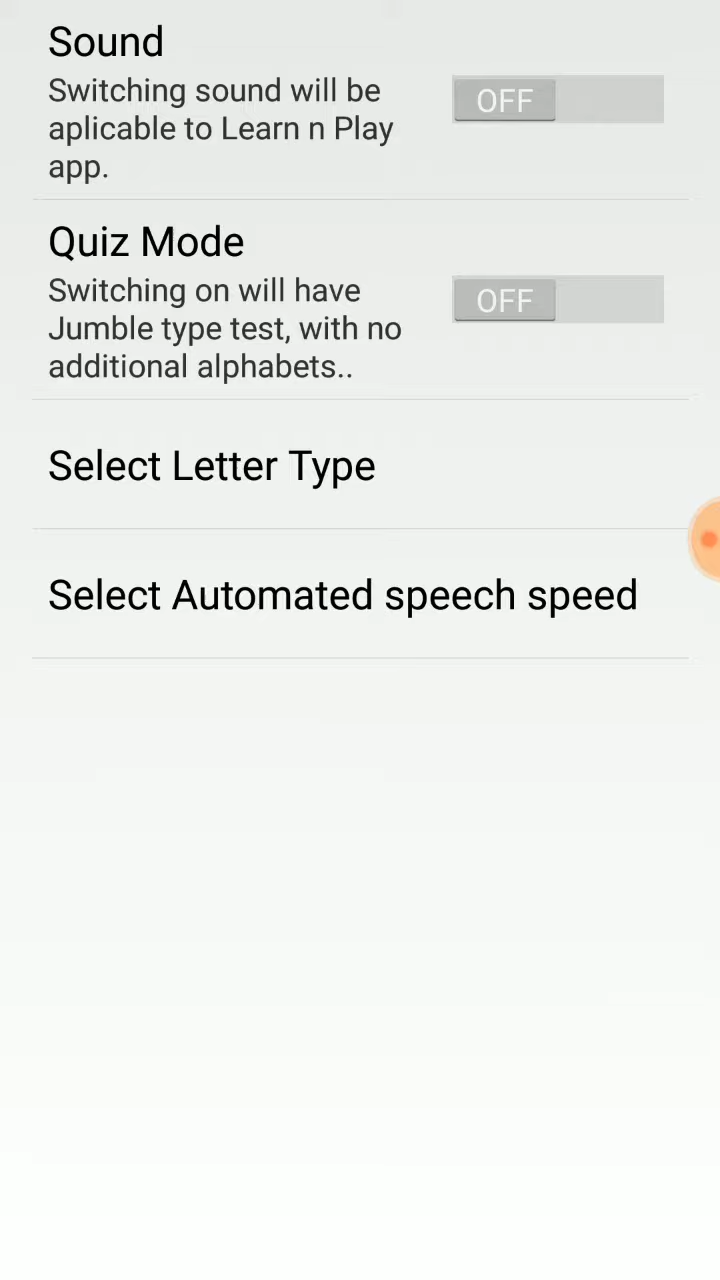 Sound
Switching sound will be
aplicable to Learn n Play
app.
OFF
Quiz Mode
Switching on will have
Jumble type test, with no
additional alphabets..
OFF
Select Letter Type
Select Automated speech speed